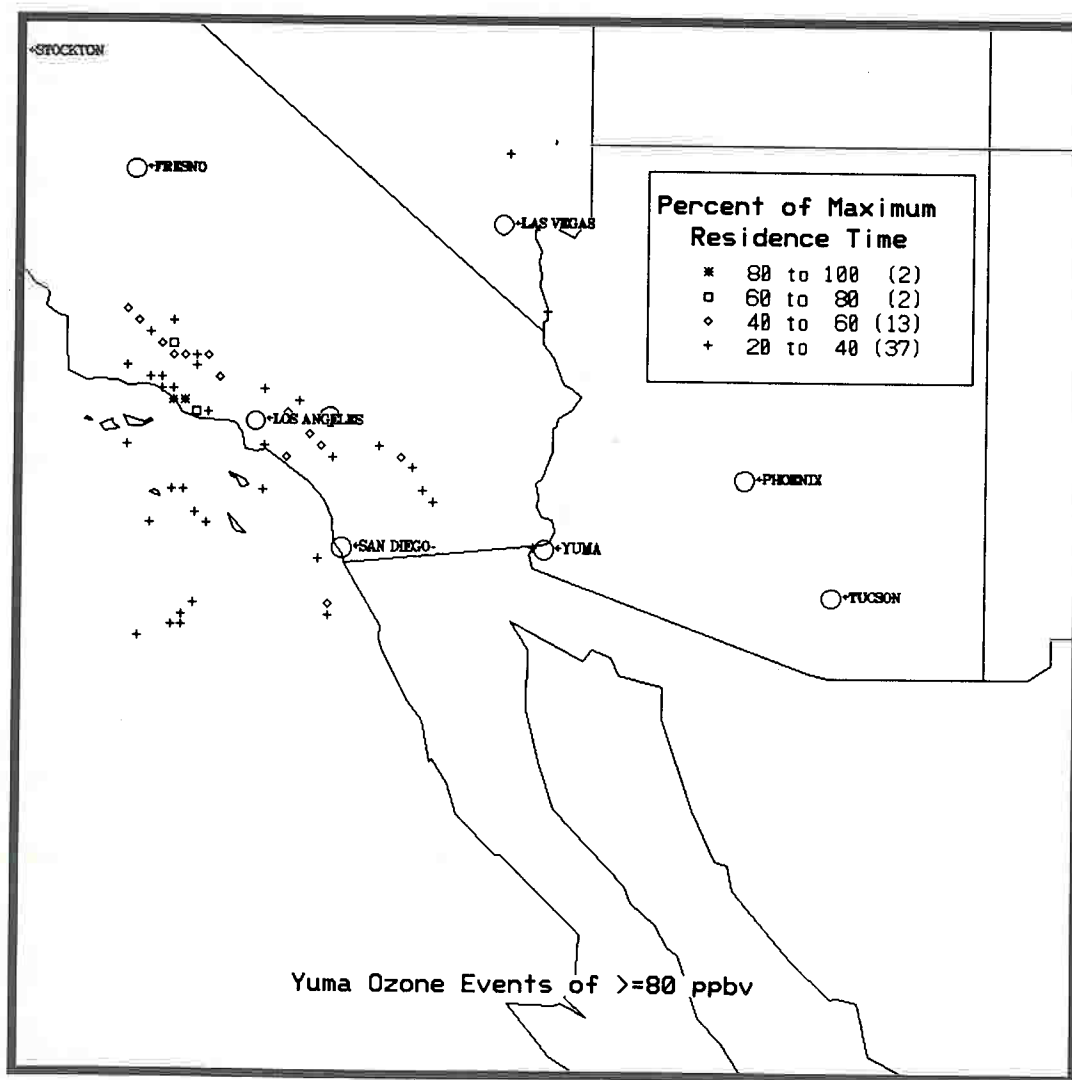 +STOCKTON
+FRESNO
+LAS VEGAS
Percent of Maximum
Residence Time
* 80 to 100 (2)
□ 60 to 80 (2)
◇ 40 to 60 (13)
+ 20 to 40 (37)
+LOS ANGELES
+PHOENIX
+SAN DIEGO-
+YUMA
+TUCSON
Yuma Ozone Events of >=80 ppbv